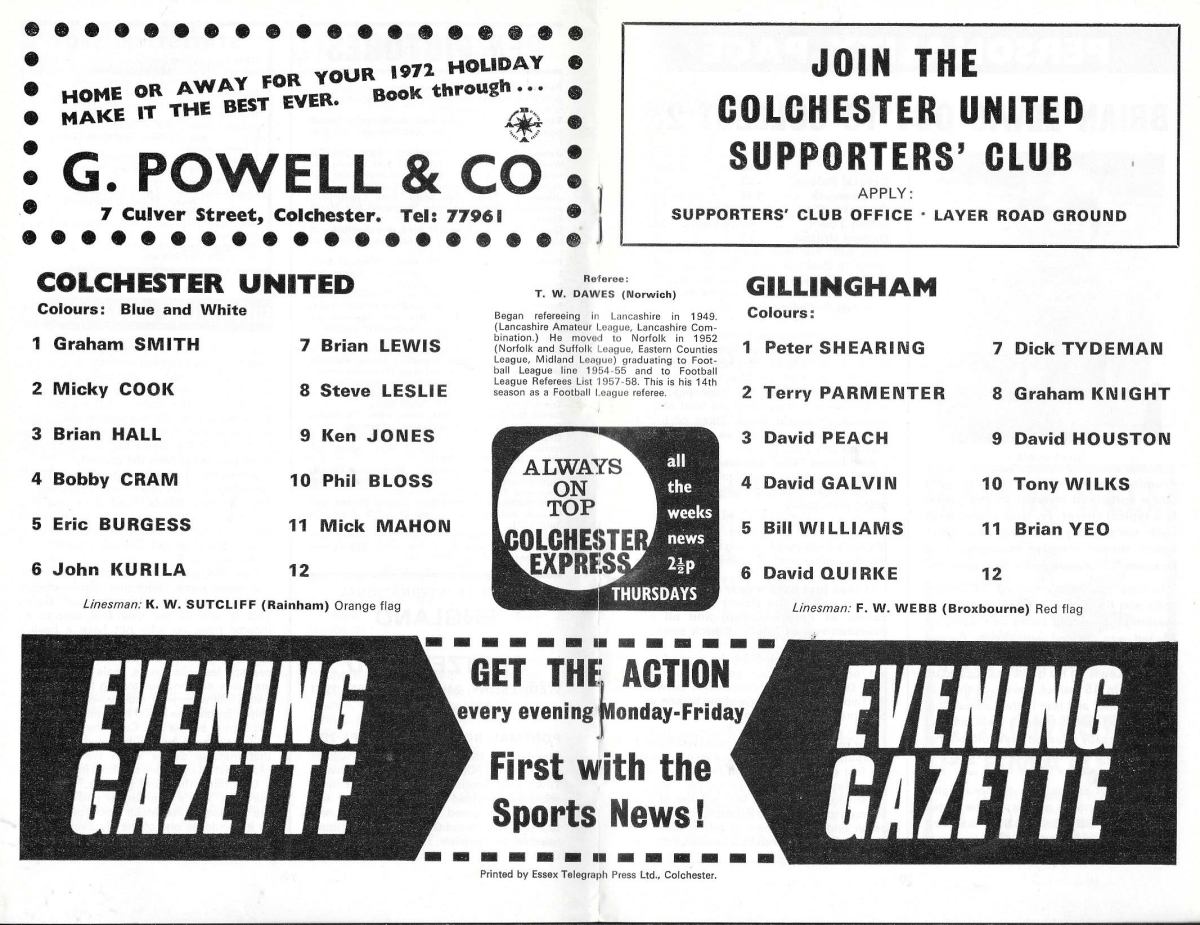 HOME OR AWAY FOR YOUR 1972 HOLIDAY
MAKE IT THE BEST EVER. Book through...
G. POWELL & CO
7 Culver Street, Colchester. Tel: 77961
JOIN THE
COLCHESTER UNITED
SUPPORTERS' CLUB
APPLY:
SUPPORTERS' CLUB OFFICE · LAYER ROAD GROUND
COLCHESTER UNITED
Colours: Blue and White
1 Graham SMITH
2 Micky COOK
3 Brian HALL
4 Bobby CRAM
5 Eric BURGESS
6 John KURILA
7 Brian LEWIS
8 Steve LESLIE
9 Ken JONES
10 Phil BLOSS
11 Mick MAHON
12
Linesman: K. W. SUTCLIFF (Rainham) Orange flag
Referee:
T. W. DAWES (Norwich)
Began refereeing in Lancashire in 1949.
(Lancashire Amateur League, Lancashire Com-
bination.) He moved to Norfolk in 1952
(Norfolk and Suffolk League, Eastern Counties
League, Midland League) graduating to Foot-
ball League line 1954-55 and to Football
League Referees List 1957-58. This is his 14th
season as a Football League referee.
ALWAYS
ON
TOP
COLCHESTER
EXPRESS
all
the
weeks
news
2½p
THURSDAYS
GILLINGHAM
Colours:
1 Peter SHEARING
2 Terry PARMENTER
3 David PEACH
4 David GALVIN
5 Bill WILLIAMS
6 David QUIRKE
7 Dick TYDEMAN
8 Graham KNIGHT
9 David HOUSTON
10 Tony WILKS
11 Brian YEO
12
Linesman: F. W. WEBB (Broxbourne) Red flag
EVENING
GAZETTE
GET THE ACTION
every evening Monday-Friday
First with the
Sports News!
EVENING
GAZETTE
Printed by Essex Telegraph Press Ltd., Colchester.